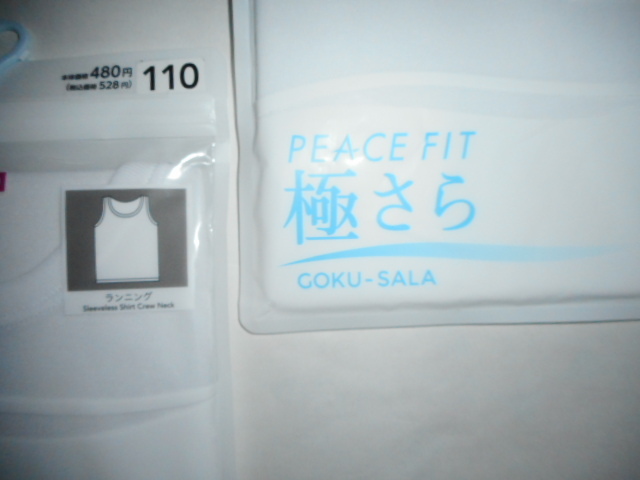 本体価格 480円
(税込価格 528円)
110
ランニング
Sleeveless Shirt Crew Neck
PEACE FIT
極さら
GOKU-SALA